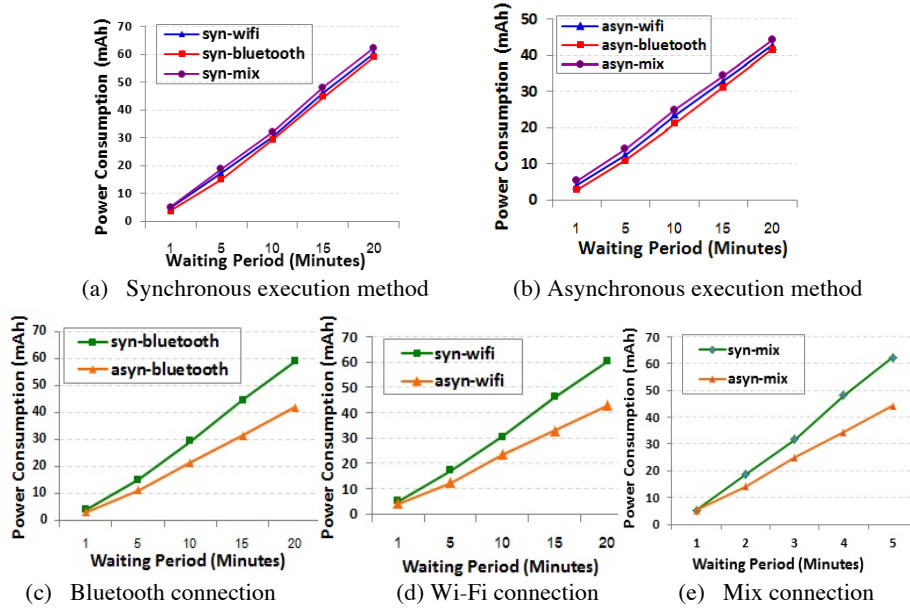 Power Consumption (mAh)
70
60
50
40
30
20
10
0
syn-wifi
syn-bluetooth
syn-mix
1 5 10 15 20
Waiting Period (Minutes)
(a) Synchronous execution method
Power Consumption (mAh)
50
40
30
20
10
0
asyn-wifi
asyn-bluetooth
asyn-mix
1 5 10 15 20
Waiting Period (Minutes)
(b) Asynchronous execution method
Power Consumption (mAh)
70
60
50
40
30
20
10
0
syn-bluetooth
asyn-bluetooth
1 5 10 15 20
Waiting Period (Minutes)
(c) Bluetooth connection
Power Consumption (mAh)
70
60
50
40
30
20
10
0
syn-wifi
asyn-wifi
1 5 10 15 20
Waiting Period (Minutes)
(d) Wi-Fi connection
Power Consumption (mAh)
70
60
50
40
30
20
10
0
syn-mix
asyn-mix
1 2 3 4 5
Waiting Period (Minutes)
(e) Mix connection